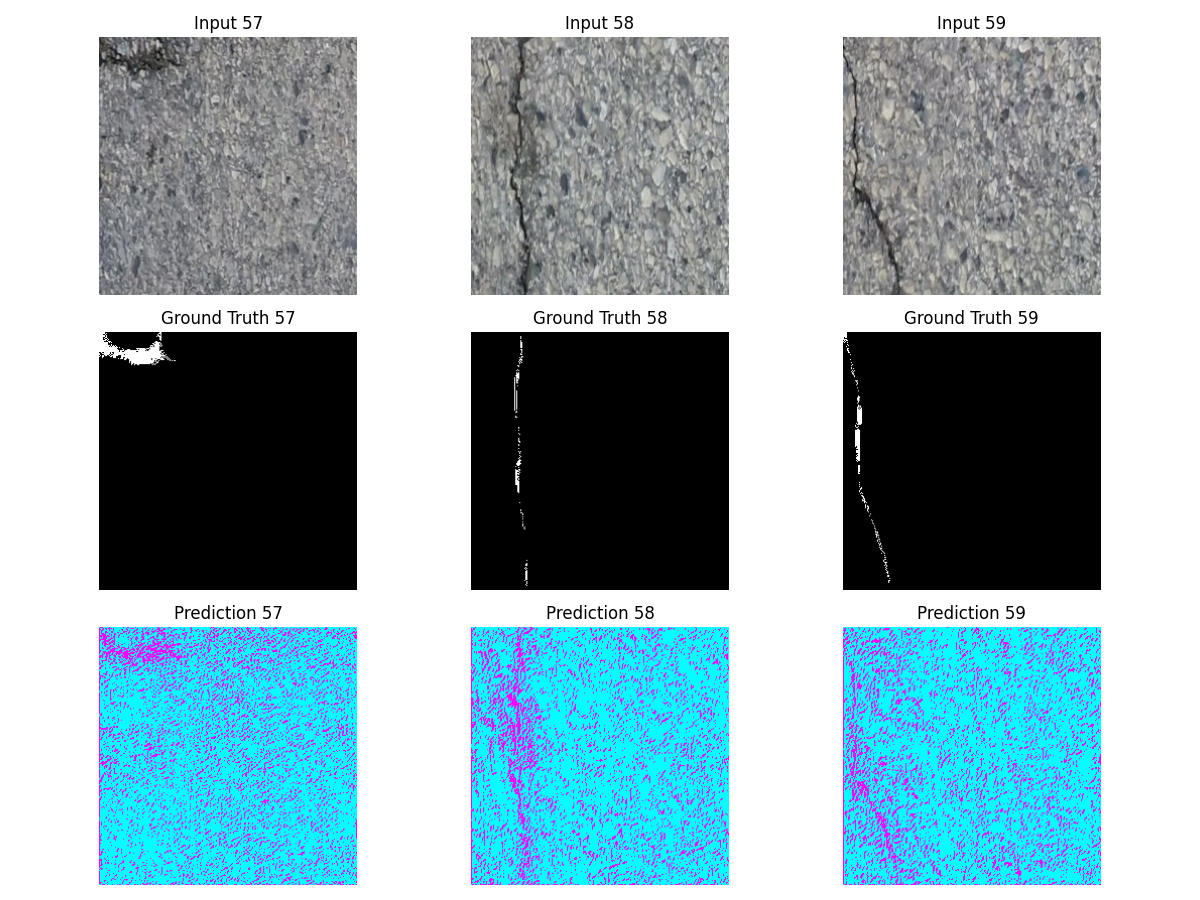 Input 57
Input 58
Input 59
Ground Truth 57
Ground Truth 58
Ground Truth 59
Prediction 57
Prediction 58
Prediction 59